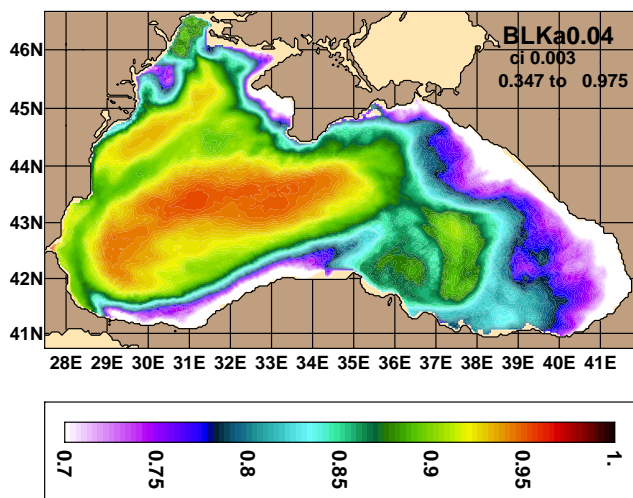 BLKa0.04
ci 0.003
0.347 to 0.975
46N
45N
44N
43N
42N
41N
28E 29E 30E 31E 32E 33E 34E 35E 36E 37E 38E 39E 40E 41E
0.7 0.75 0.8 0.85 0.9 0.95 1.